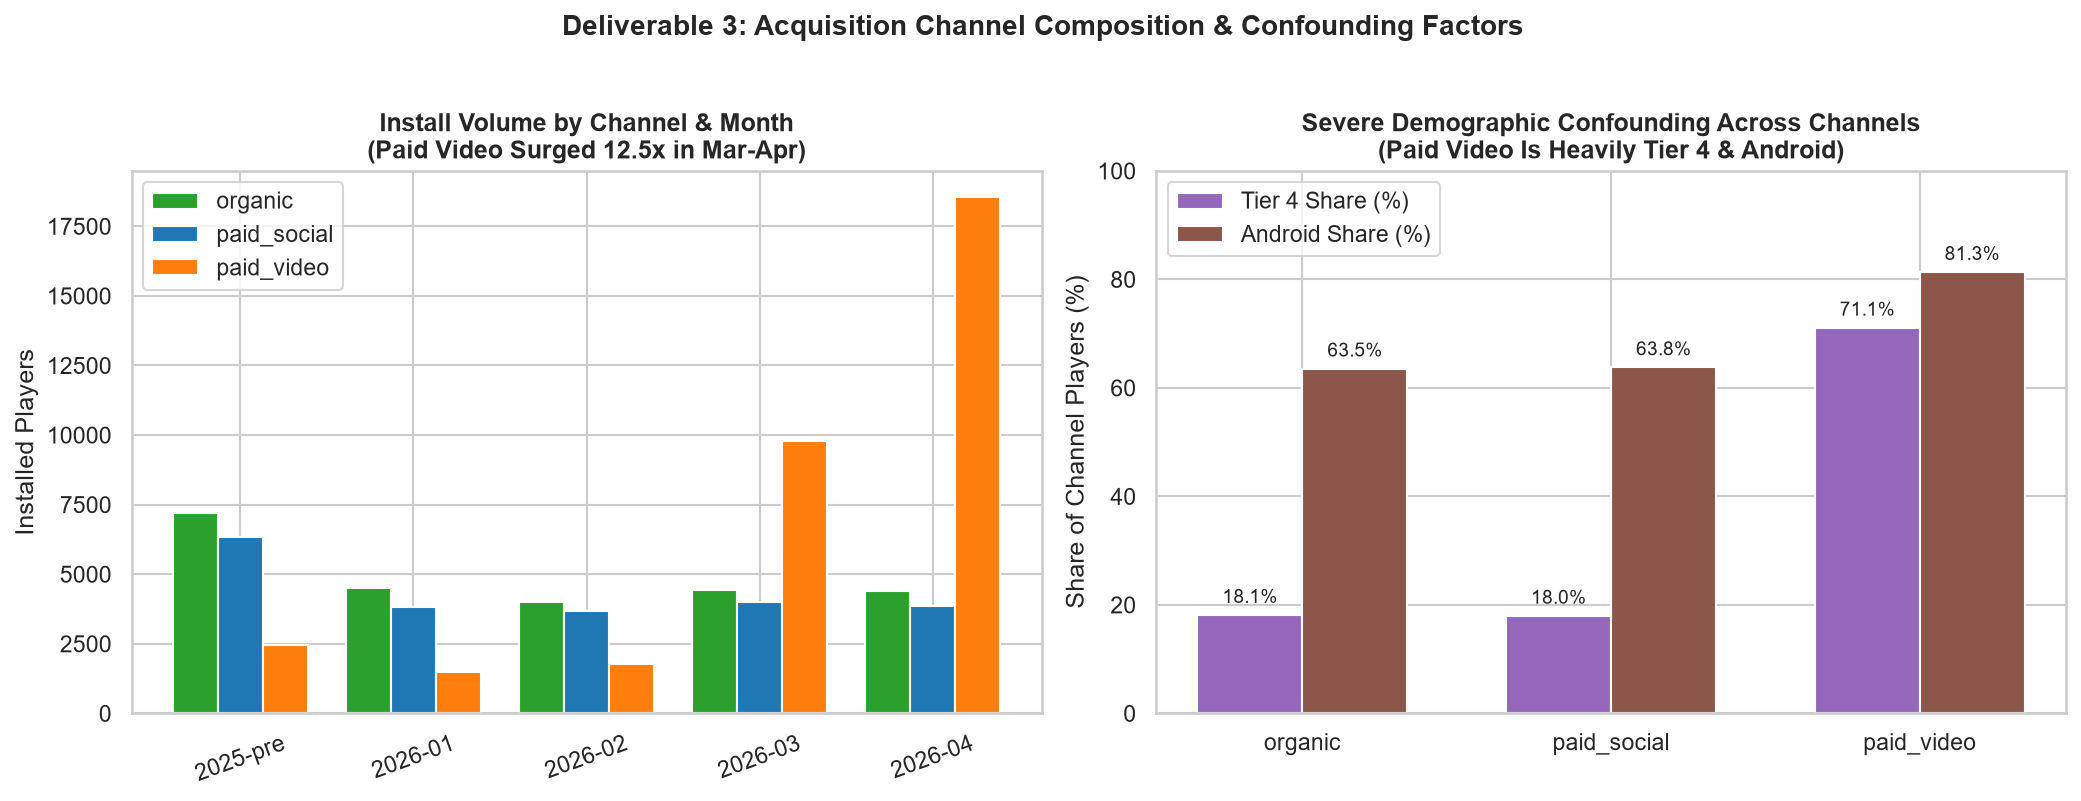 Deliverable 3: Acquisition Channel Composition & Confounding Factors
Install Volume by Channel & Month
(Paid Video Surged 12.5x in Mar-Apr)
organic
paid_social
paid_video
Installed Players
17500
15000
12500
10000
7500
5000
2500
0
2025-pre
2026-01
2026-02
2026-03
2026-04
Severe Demographic Confounding Across Channels
(Paid Video Is Heavily Tier 4 & Android)
Tier 4 Share (%)
Android Share (%)
Share of Channel Players (%)
100
80
60
40
20
0
18.1%
63.5%
18.0%
63.8%
71.1%
81.3%
organic
paid_social
paid_video